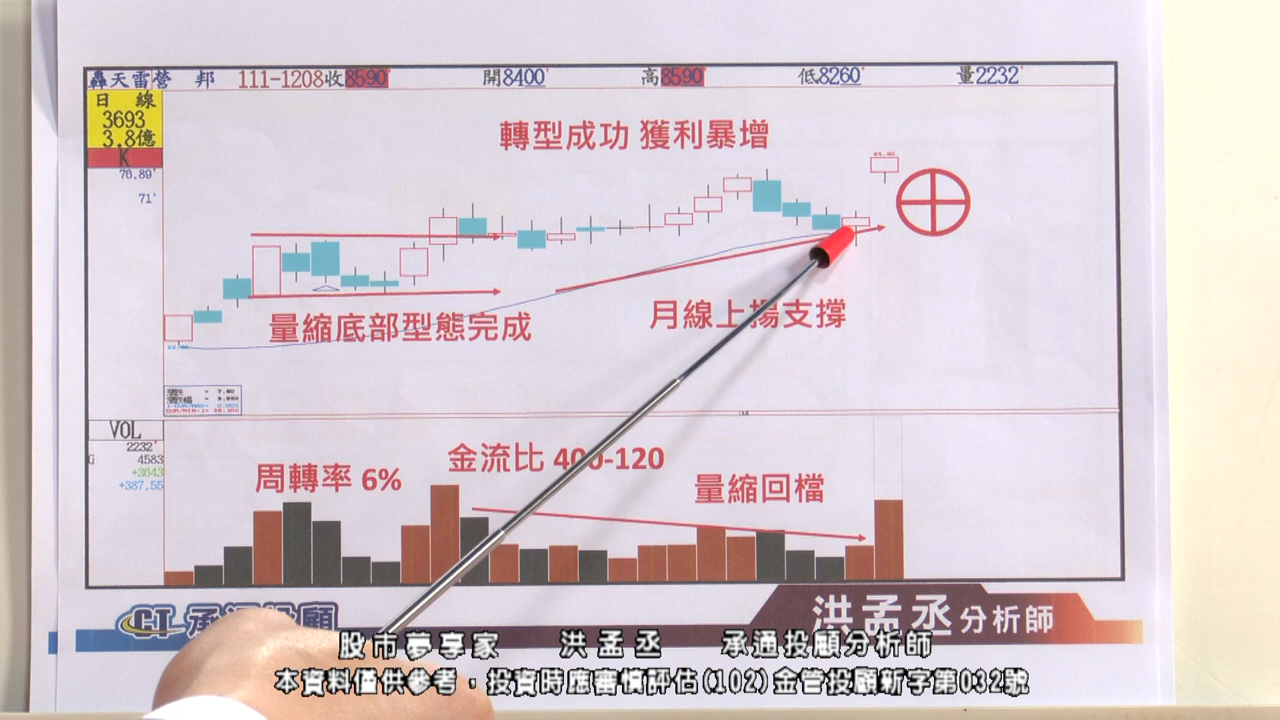 轟天雷營 邦 111-1208收8590 開8400 高8590 低8260 量2232
日 線
3693
3.8億
K
76.89
71
轉型成功 獲利暴增
量縮底部型態完成
月線上揚支撐
VOL
2232
G 4583
+3643
+387.55
周轉率 6%
金流比 400-120
量縮回檔
CT 承通投顧
洪孟丞 分析師
股市夢享家 洪孟丞 承通投顧分析師
本資料僅供參考，投資時應審慎評估(102)金管投顧新字第032號